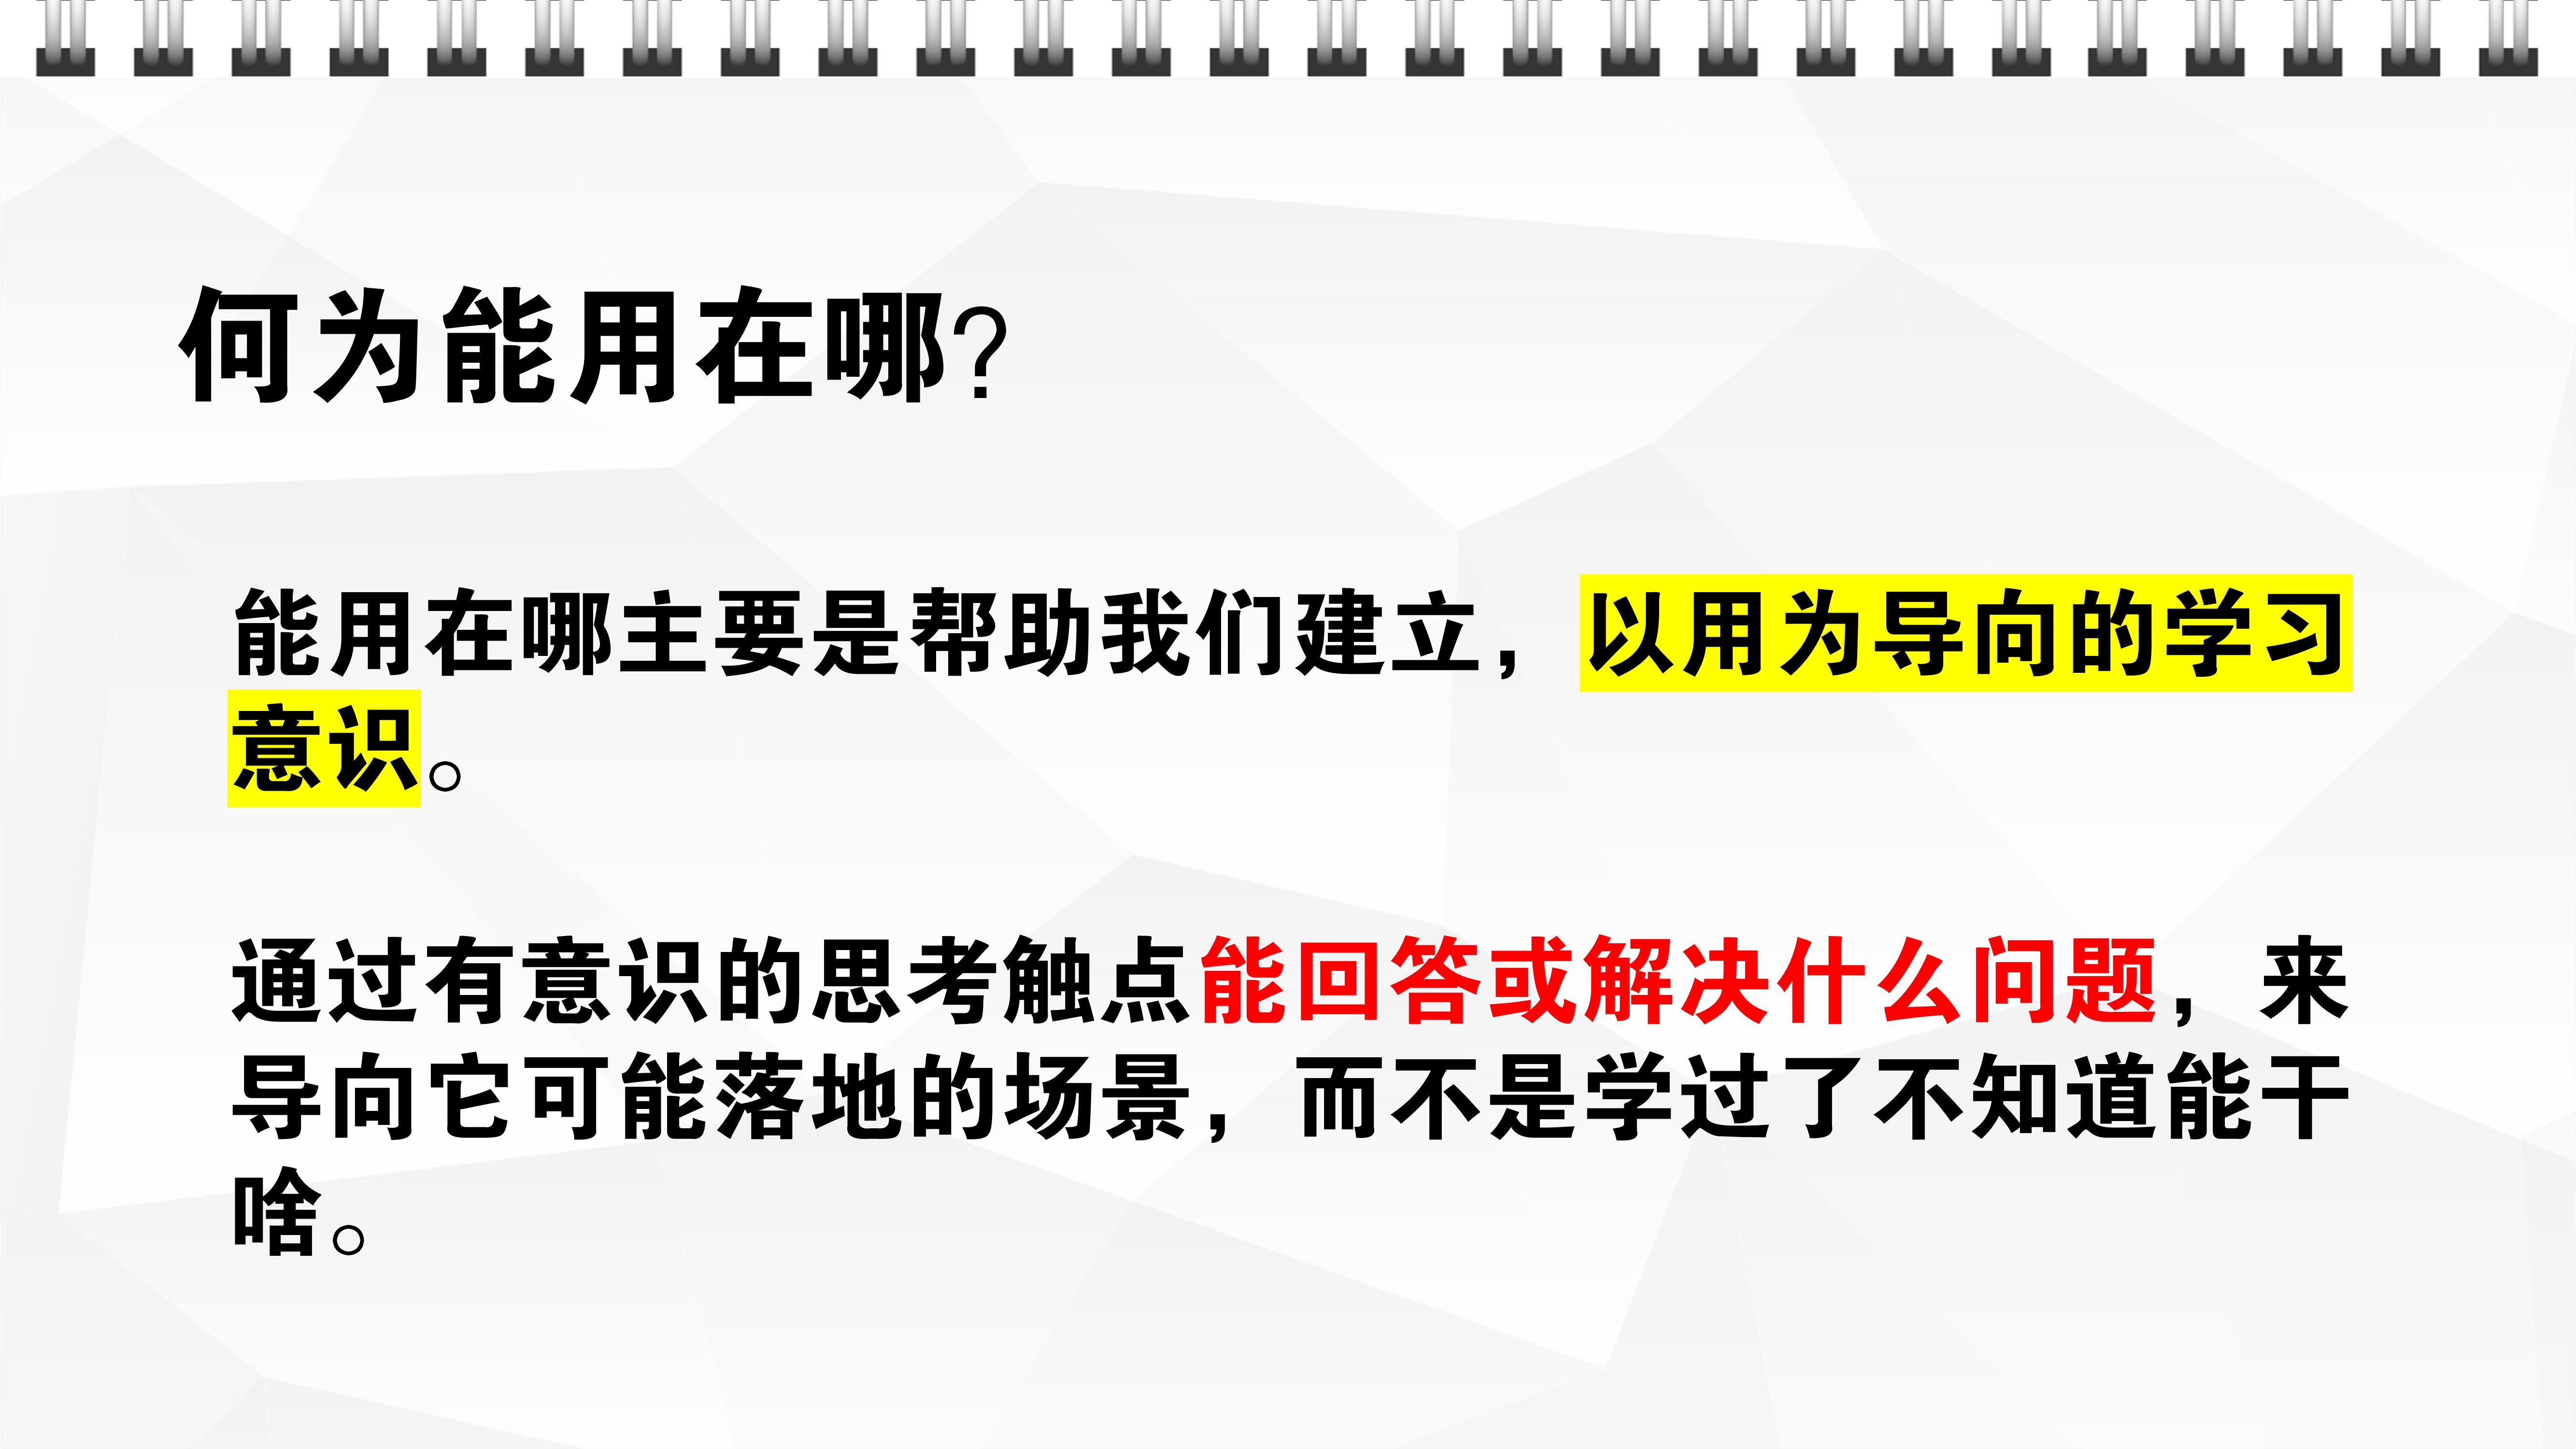 何为能用在哪?
能用在哪主要是帮助我们建立，以用为导向的学习
意识。
通过有意识的思考触点能回答或解决什么问题，来
导向它可能落地的场景，而不是学过了不知道能干
啥。